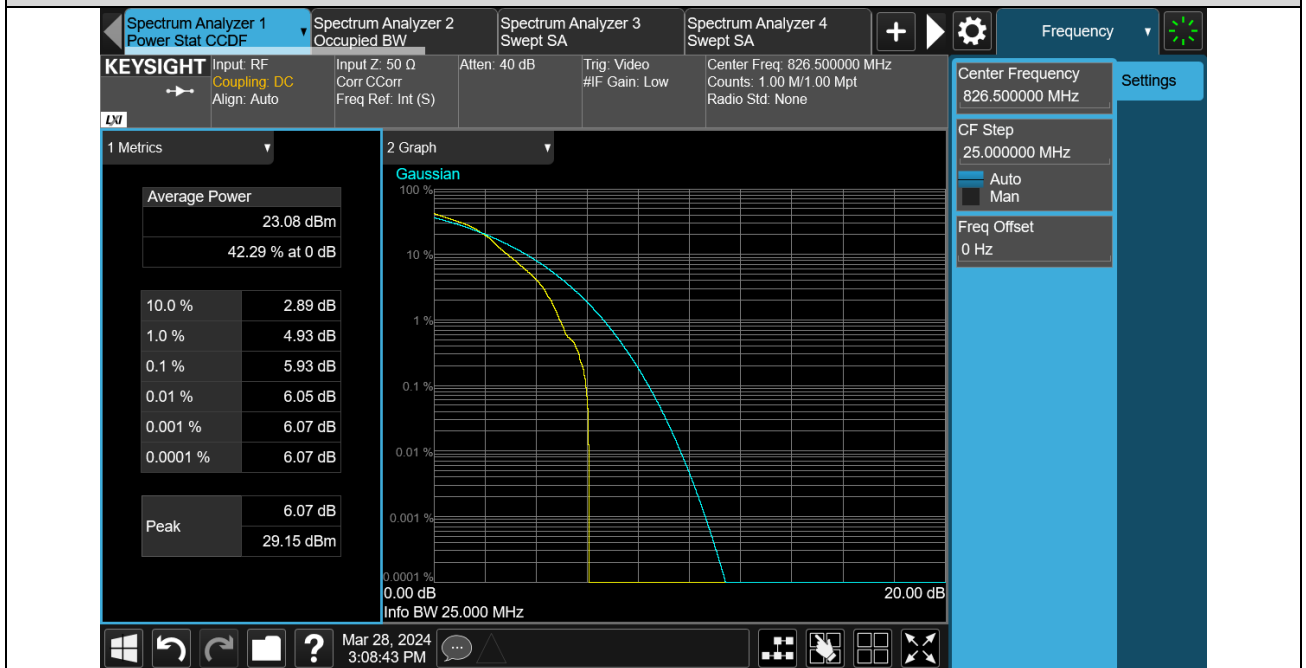 Spectrum Analyzer 1
Power Stat CCDF
Spectrum Analyzer 2
Occupied BW
Spectrum Analyzer 3
Swept SA
Spectrum Analyzer 4
Swept SA
+
Frequency
KEYSIGHT
LXI
Input: RF
Coupling: DC
Align: Auto
Input Z: 50 Ω
Corr CCorr
Freq Ref: Int (S)
Atten: 40 dB
Trig: Video
#IF Gain: Low
Center Freq: 826.500000 MHz
Counts: 1.00 M/1.00 Mpt
Radio Std: None
Center Frequency
826.500000 MHz
Settings
CF Step
25.000000 MHz
Auto
Man
Freq Offset
0 Hz
1 Metrics
Average Power
23.08 dBm
42.29 % at 0 dB
10.0 % 2.89 dB
1.0 % 4.93 dB
0.1 % 5.93 dB
0.01 % 6.05 dB
0.001 % 6.07 dB
0.0001 % 6.07 dB
Peak
6.07 dB
29.15 dBm
2 Graph
Gaussian
100 %
10 %
1 %
0.1 %
0.01 %
0.001 %
0.0001 %
0.00 dB 20.00 dB
Info BW 25.000 MHz
?
Mar 28, 2024
3:08:43 PM